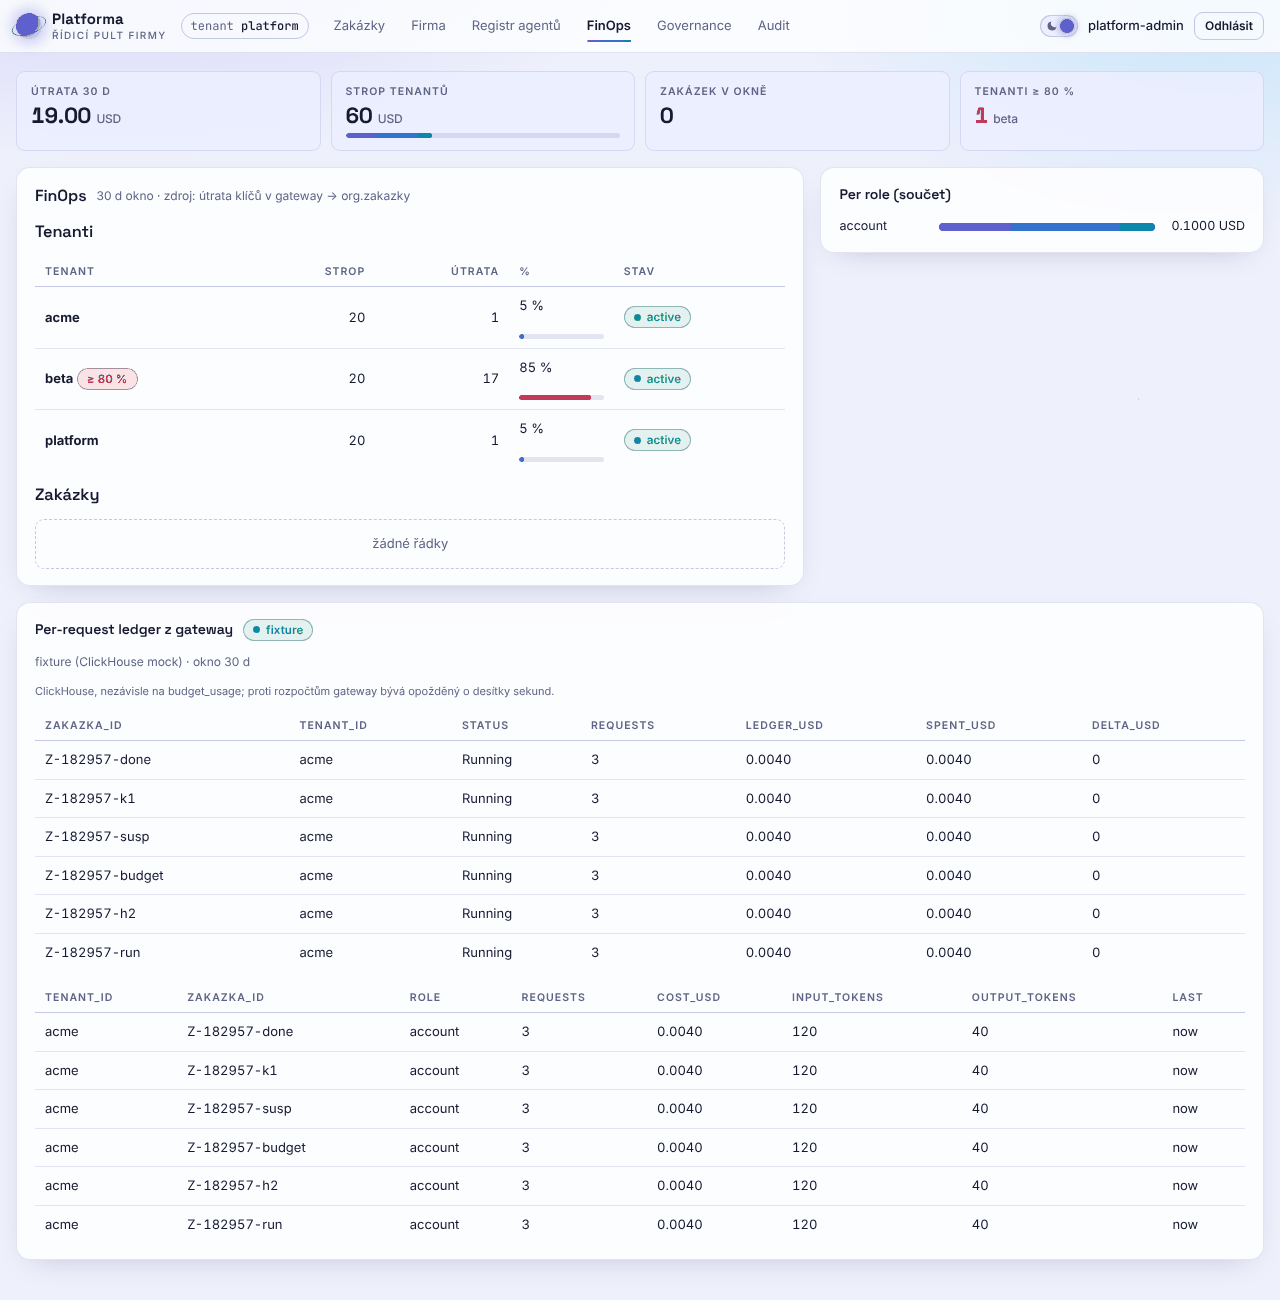 Platforma
ŘÍDICÍ PULT FIRMY
tenant platform
Zakázky
Firma
Registr agentů
FinOps
Governance
Audit
platform-admin
Odhlásit
ÚTRATA 30 D
19.00 USD
STROP TENANTŮ
60 USD
ZAKÁZEK V OKNĚ
0
TENANTI ≥ 80 %
1 beta
FinOps 30 d okno · zdroj: útrata klíčů v gateway → org.zakazky
Tenanti
TENANT STROP ÚTRATA % STAV
acme 20 1 5 % active
beta ≥ 80 % 20 17 85 % active
platform 20 1 5 % active
Zakázky
žádné řádky
Per role (součet)
account 0.1000 USD
Per-request ledger z gateway fixture
fixture (ClickHouse mock) · okno 30 d
ClickHouse, nezávisle na budget_usage; proti rozpočtům gateway bývá opožděný o desítky sekund.
ZAKAZKA_ID TENANT_ID STATUS REQUESTS LEDGER_USD SPENT_USD DELTA_USD
Z-182957-done acme Running 3 0.0040 0.0040 0
Z-182957-k1 acme Running 3 0.0040 0.0040 0
Z-182957-susp acme Running 3 0.0040 0.0040 0
Z-182957-budget acme Running 3 0.0040 0.0040 0
Z-182957-h2 acme Running 3 0.0040 0.0040 0
Z-182957-run acme Running 3 0.0040 0.0040 0
TENANT_ID ZAKAZKA_ID ROLE REQUESTS COST_USD INPUT_TOKENS OUTPUT_TOKENS LAST
acme Z-182957-done account 3 0.0040 120 40 now
acme Z-182957-k1 account 3 0.0040 120 40 now
acme Z-182957-susp account 3 0.0040 120 40 now
acme Z-182957-budget account 3 0.0040 120 40 now
acme Z-182957-h2 account 3 0.0040 120 40 now
acme Z-182957-run account 3 0.0040 120 40 now